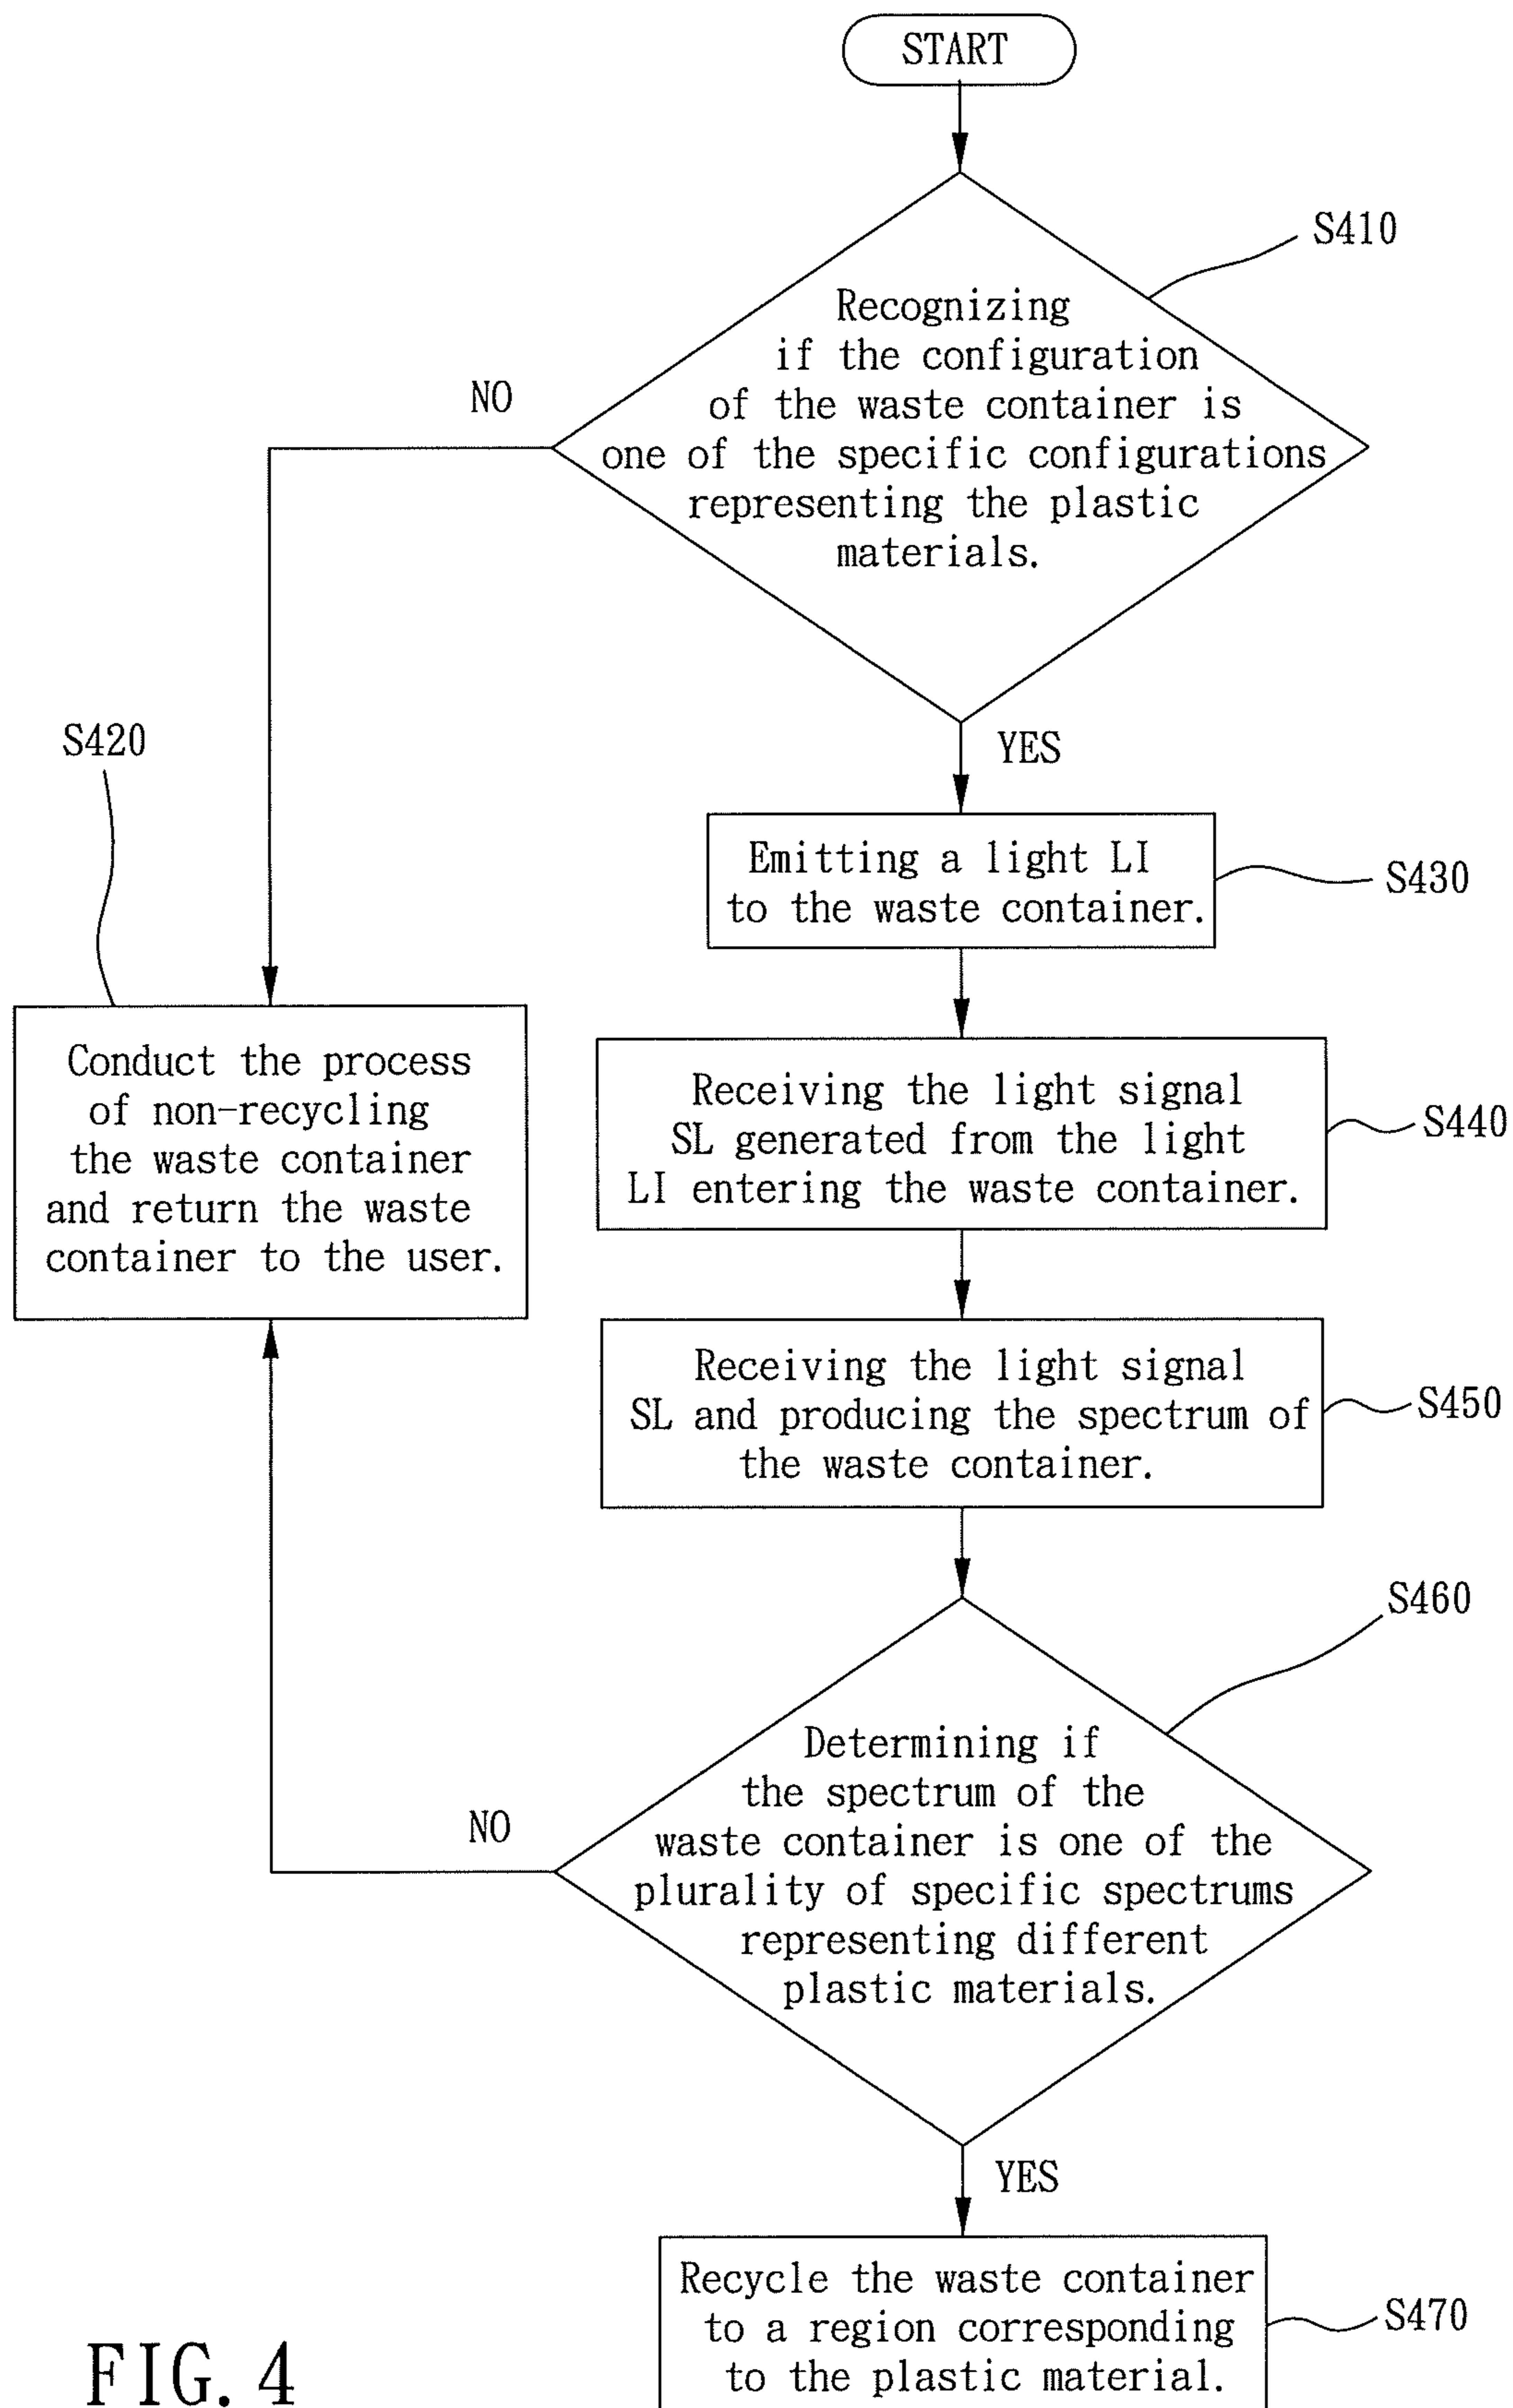 START
S410
Recognizing
if the configuration
of the waste container is
one of the specific configurations
representing the plastic
materials.
NO
YES
S420
Emitting a light LI
to the waste container.
S430
Conduct the process
of non-recycling
the waste container
and return the waste
container to the user.
Receiving the light signal
SL generated from the light
LI entering the waste container.
S440
Receiving the light signal
SL and producing the spectrum of
the waste container.
S450
S460
Determining if
the spectrum of the
waste container is one of the
plurality of specific spectrums
representing different
plastic materials.
NO
YES
Recycle the waste container
to a region corresponding
to the plastic material.
S470
FIG. 4